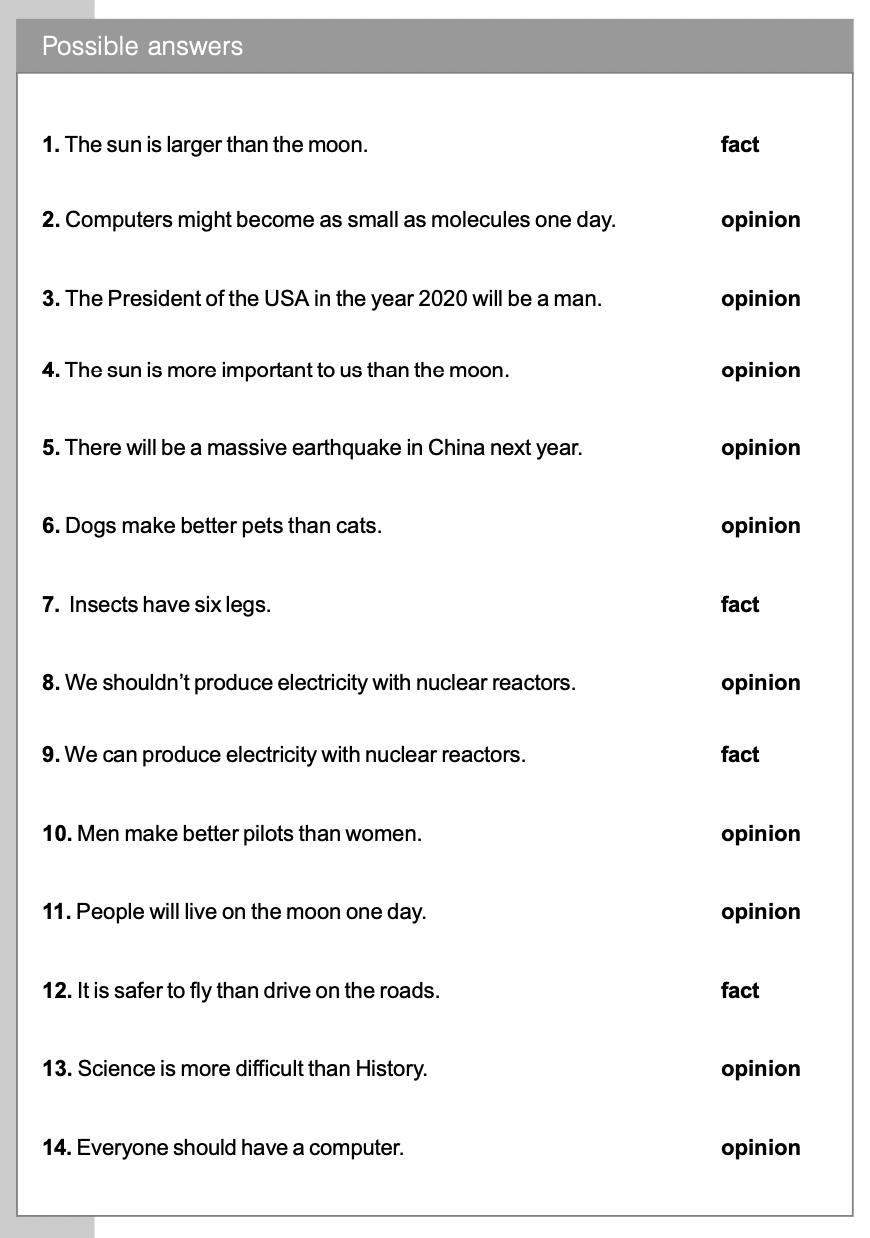 Possible answers
1. The sun is larger than the moon. fact
2. Computers might become as small as molecules one day. opinion
3. The President of the USA in the year 2020 will be a man. opinion
4. The sun is more important to us than the moon. opinion
5. There will be a massive earthquake in China next year. opinion
6. Dogs make better pets than cats. opinion
7. Insects have six legs. fact
8. We shouldn’t produce electricity with nuclear reactors. opinion
9. We can produce electricity with nuclear reactors. fact
10. Men make better pilots than women. opinion
11. People will live on the moon one day. opinion
12. It is safer to fly than drive on the roads. fact
13. Science is more difficult than History. opinion
14. Everyone should have a computer. opinion